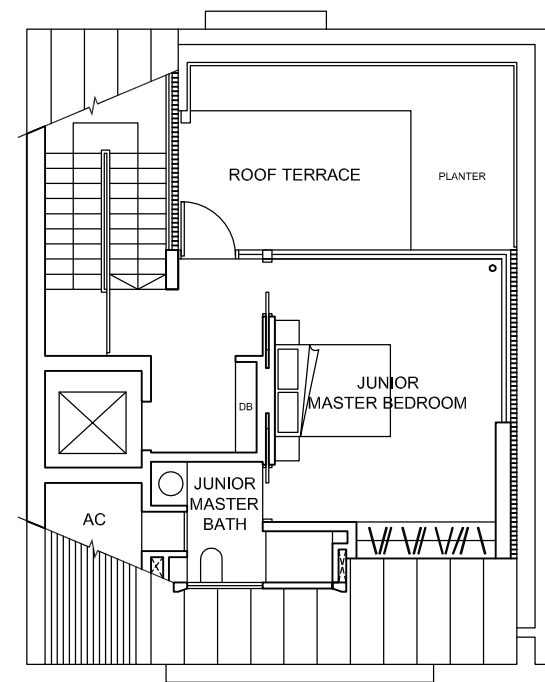 ROOF TERRACE
PLANTER
JUNIOR
MASTER BEDROOM
DB
JUNIOR
MASTER
BATH
AC